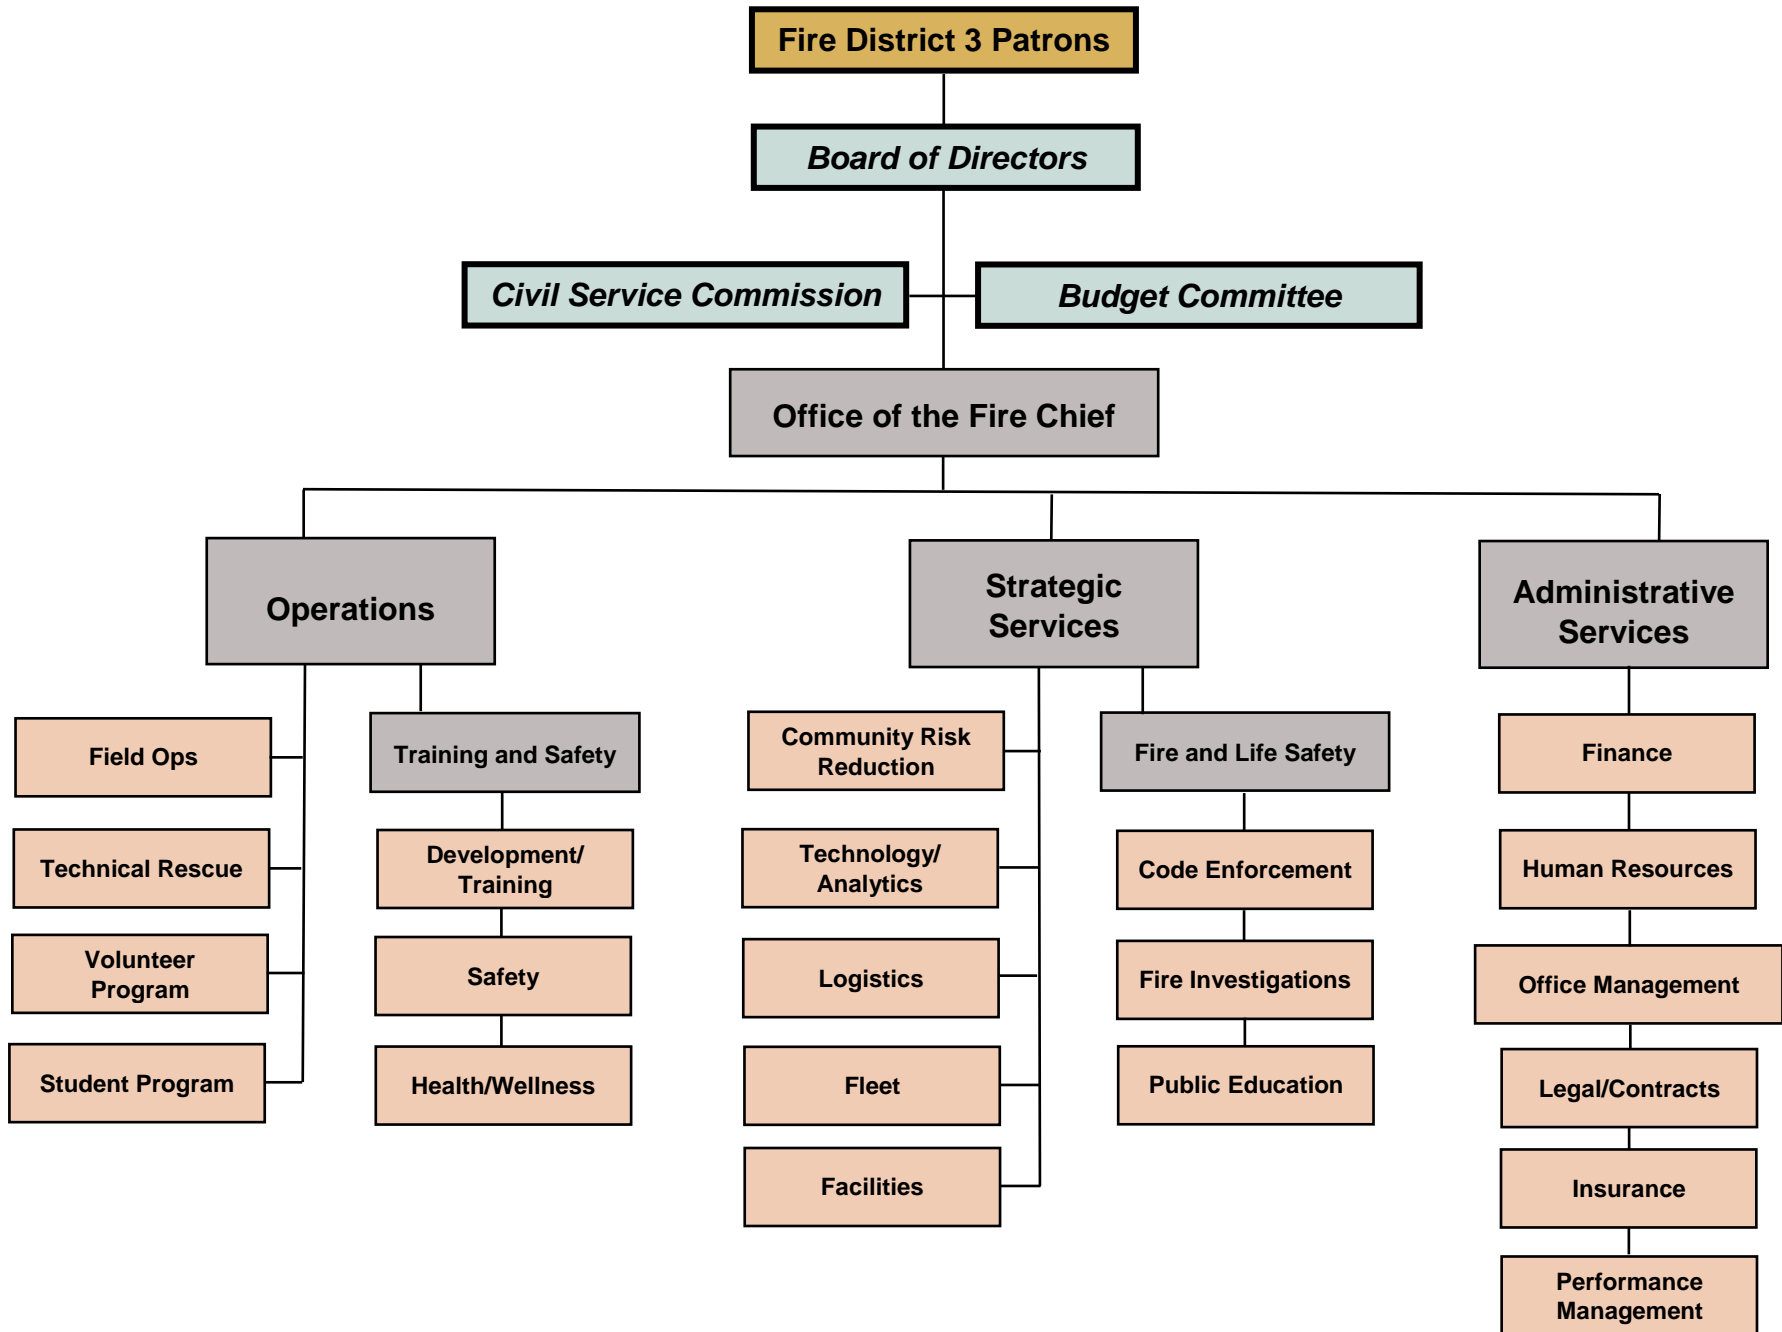 Fire District 3 Patrons
Board of Directors
Civil Service Commission
Budget Committee
Office of the Fire Chief
Operations
Strategic
Services
Administrative
Services
Field Ops
Technical Rescue
Volunteer
Program
Student Program
Training and Safety
Development/
Training
Safety
Health/Wellness
Community Risk
Reduction
Technology/
Analytics
Logistics
Fleet
Facilities
Fire and Life Safety
Code Enforcement
Fire Investigations
Public Education
Finance
Human Resources
Office Management
Legal/Contracts
Insurance
Performance
Management